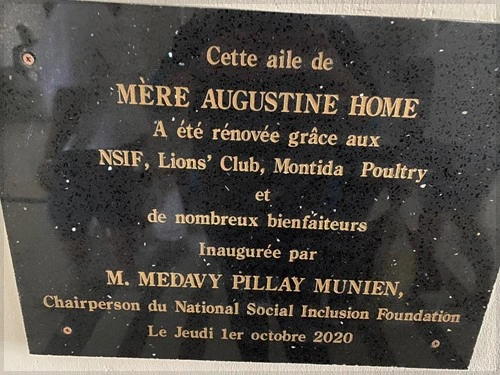 Cette aile de
MÈRE AUGUSTINE HOME
A été rénovée grâce aux
NSIF, Lions' Club, Montida Poultry
et
de nombreux bienfaiteurs
Inaugurée par
M. MEDAVY PILLAY MUNIEN,
Chairperson du National Social Inclusion Foundation
Le Jeudi 1er octobre 2020